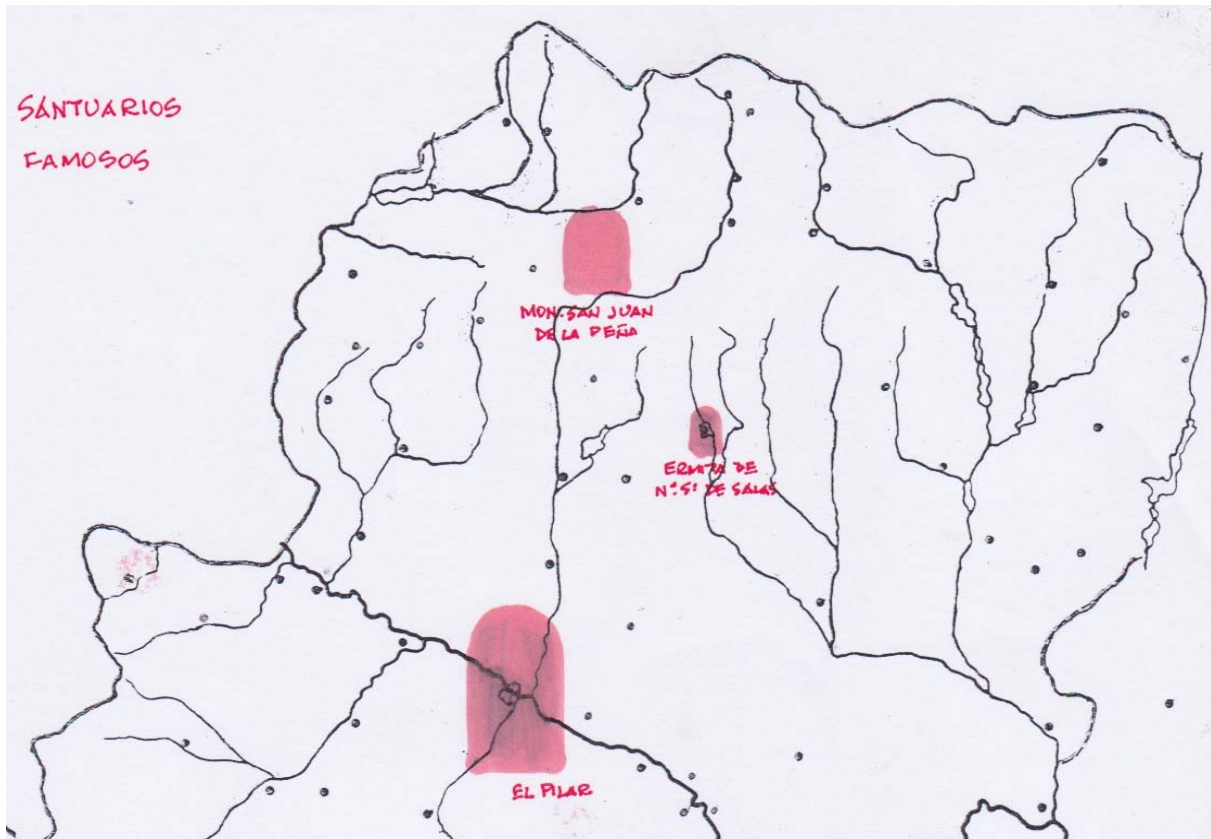 SANTUARIOS
FAMOSOS
MON. SAN JUAN
DE LA PEÑA
ERMITA DE
Nª. Sª. DE SALAS
EL PILAR